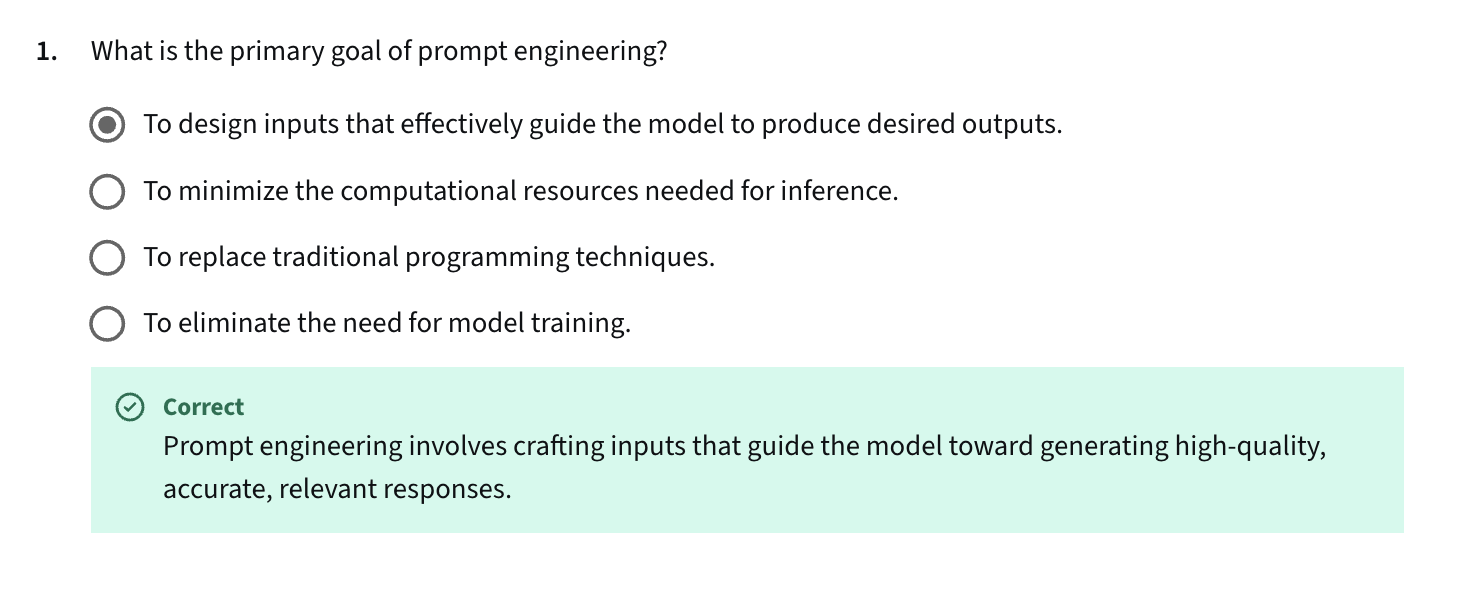 1. What is the primary goal of prompt engineering?
To design inputs that effectively guide the model to produce desired outputs.
To minimize the computational resources needed for inference.
To replace traditional programming techniques.
To eliminate the need for model training.
Correct
Prompt engineering involves crafting inputs that guide the model toward generating high-quality,
accurate, relevant responses.